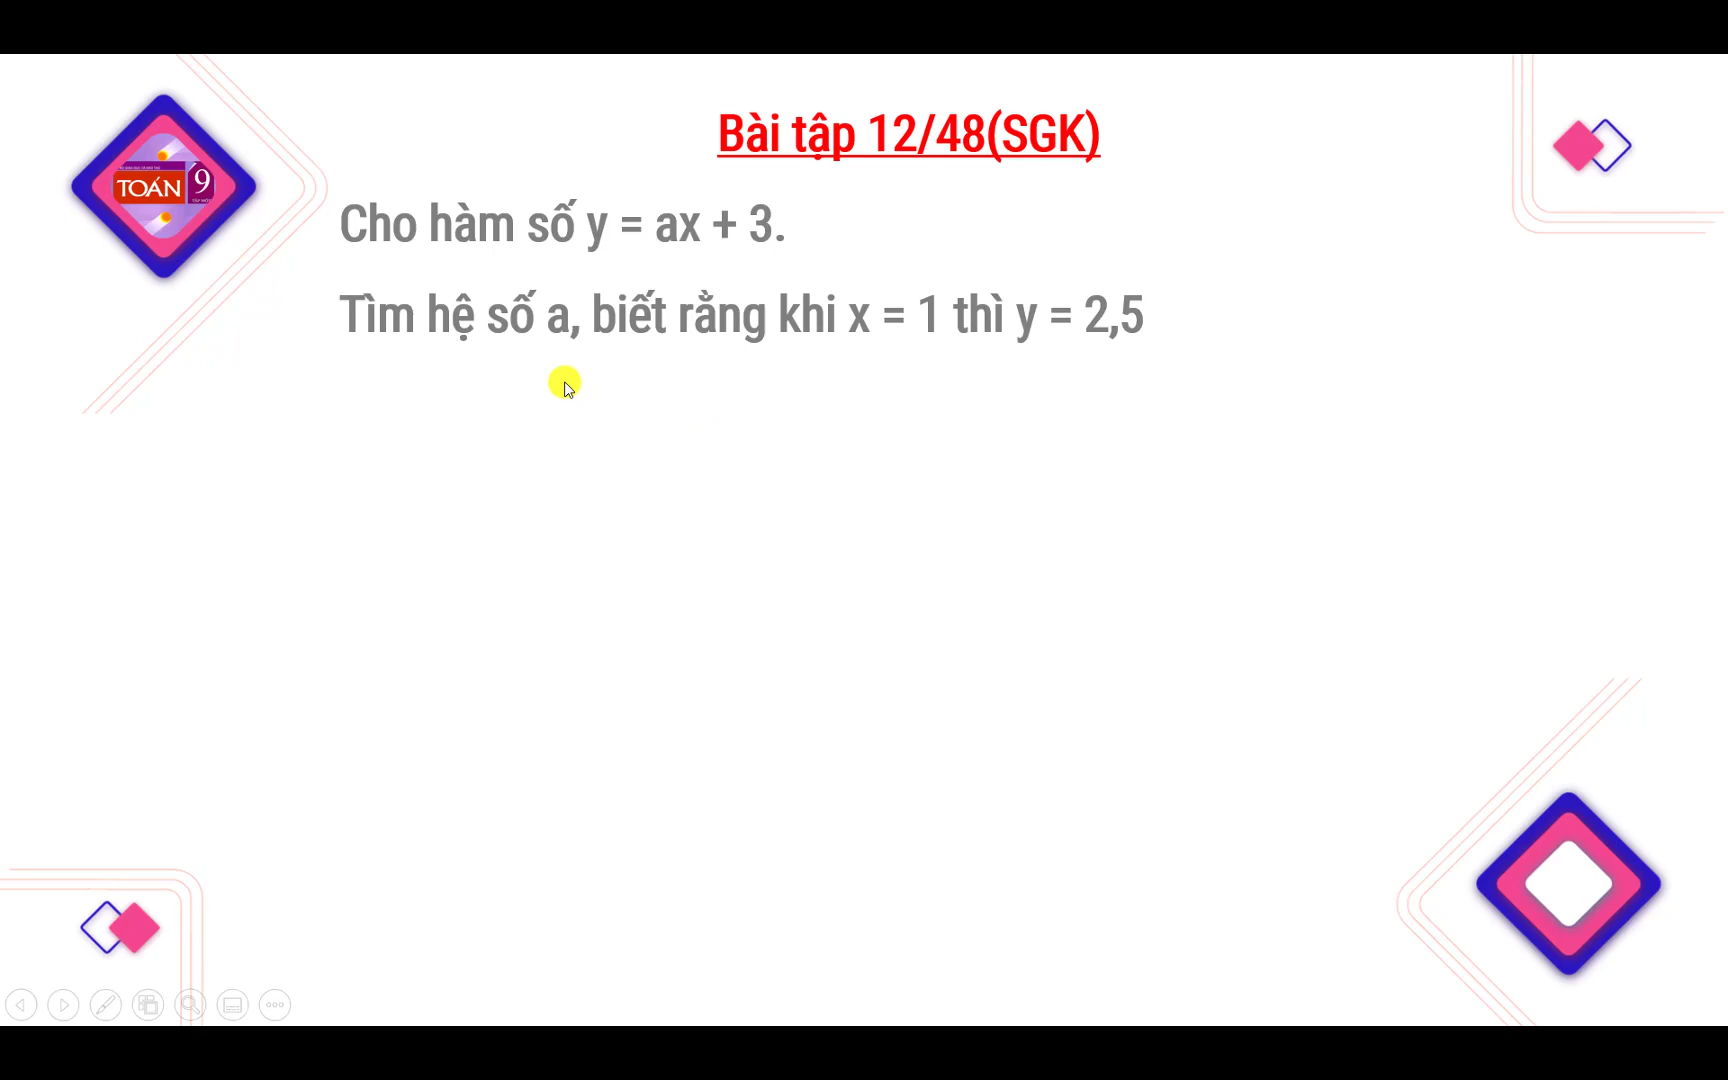 Bài tập 12/48(SGK)
TOÁN 9
Cho hàm số y = ax + 3.
Tìm hệ số a, biết rằng khi x = 1 thì y = 2,5